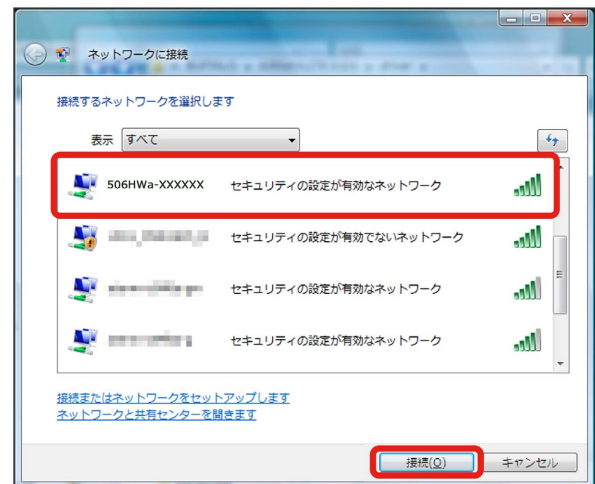 ネットワークに接続
接続するネットワークを選択します
表示 すべて
506HWa-XXXXXX セキュリティの設定が有効なネットワーク
セキュリティの設定が有効でないネットワーク
セキュリティの設定が有効なネットワーク
セキュリティの設定が有効なネットワーク
接続またはネットワークをセットアップします
ネットワークと共有センターを開きます
接続(O) キャンセル